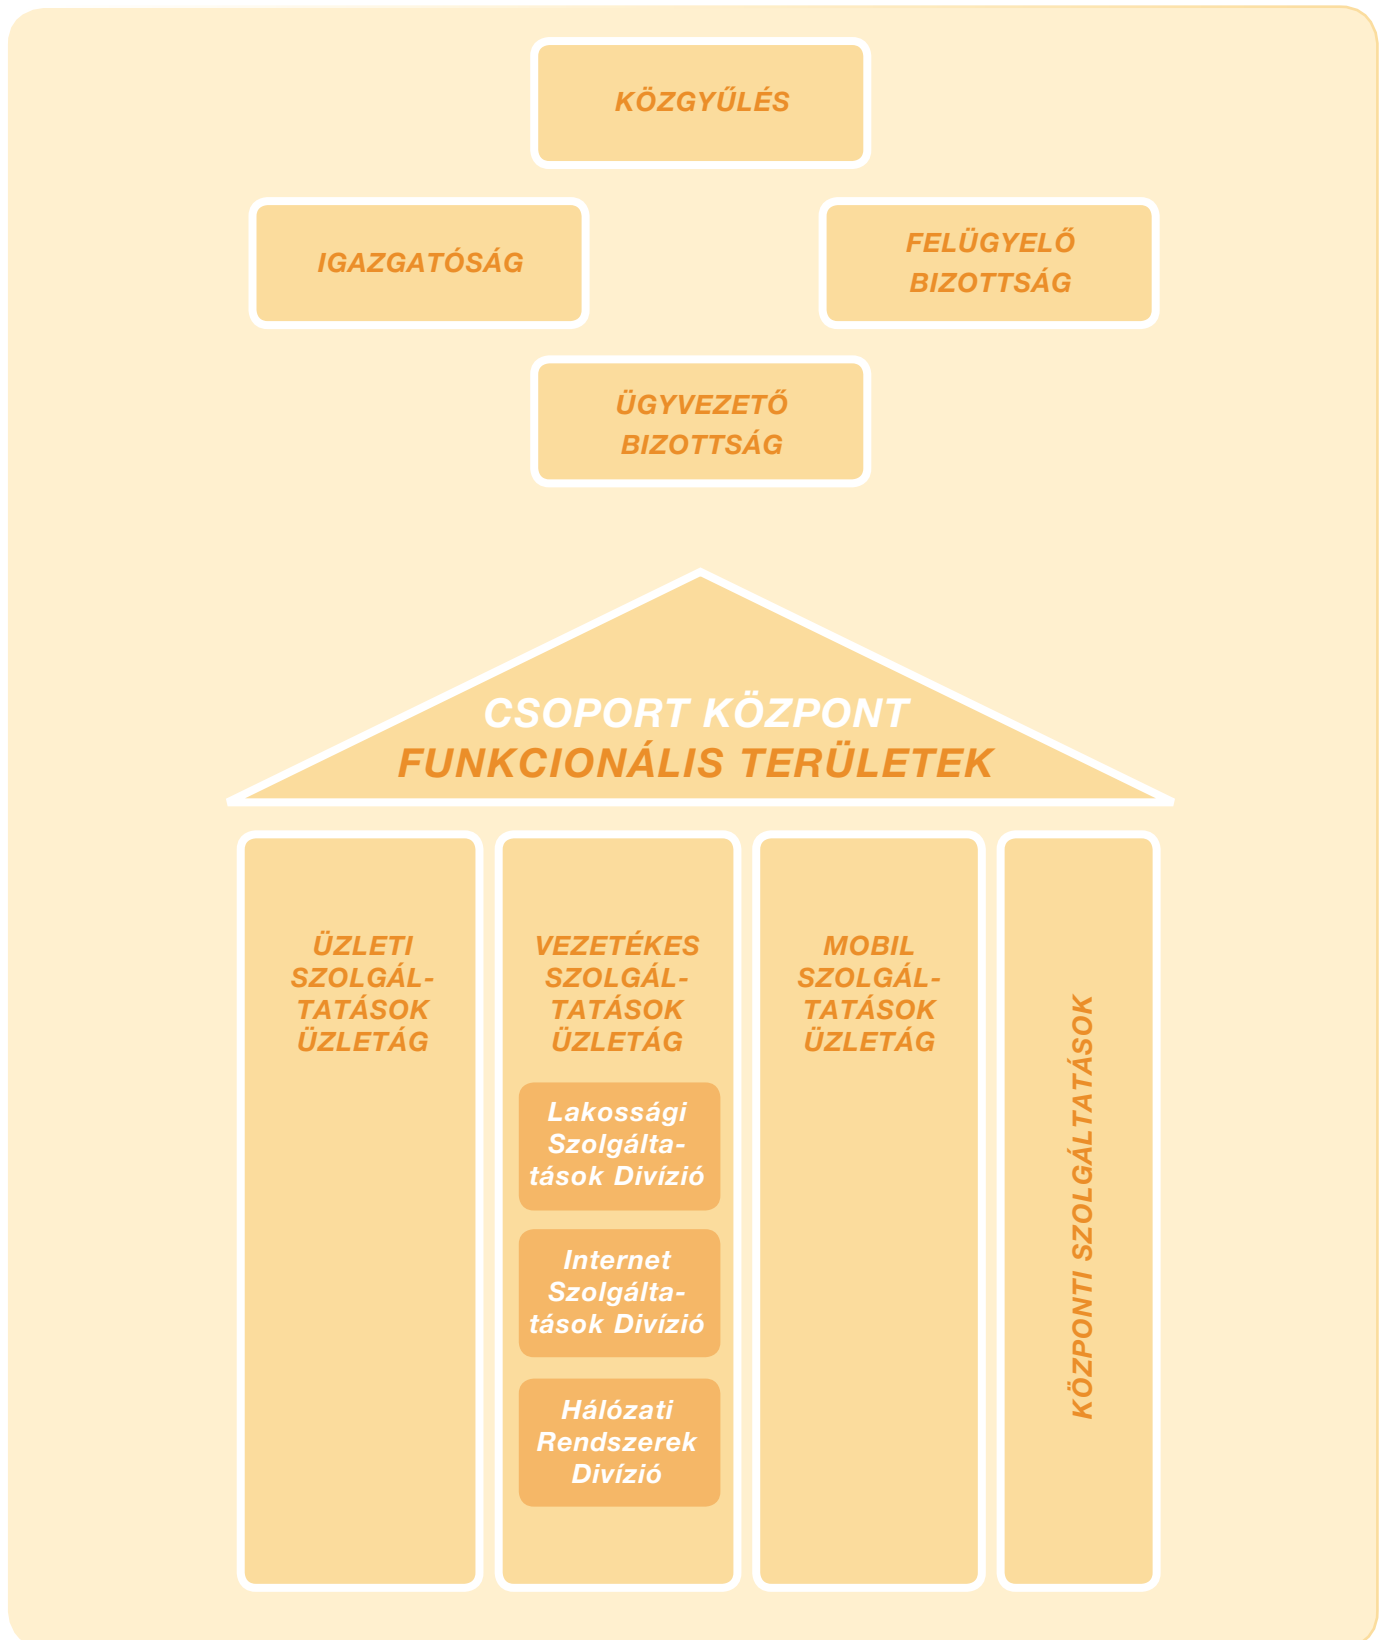 KÖZGYŰLÉS
IGAZGATÓSÁG
FELÜGYELŐ
BIZOTTSÁG
ÜGYVEZETŐ
BIZOTTSÁG
CSOPORT KÖZPONT
FUNKCIONÁLIS TERÜLETEK
ÜZLETI
SZOLGÁL-
TATÁSOK
ÜZLETÁG
VEZETÉKES
SZOLGÁL-
TATÁSOK
ÜZLETÁG
Lakossági
Szolgálta-
tások Divízió
Internet
Szolgálta-
tások Divízió
Hálózati
Rendszerek
Divízió
MOBIL
SZOLGÁL-
TATÁSOK
ÜZLETÁG
KÖZPONTI SZOLGÁLTATÁSOK